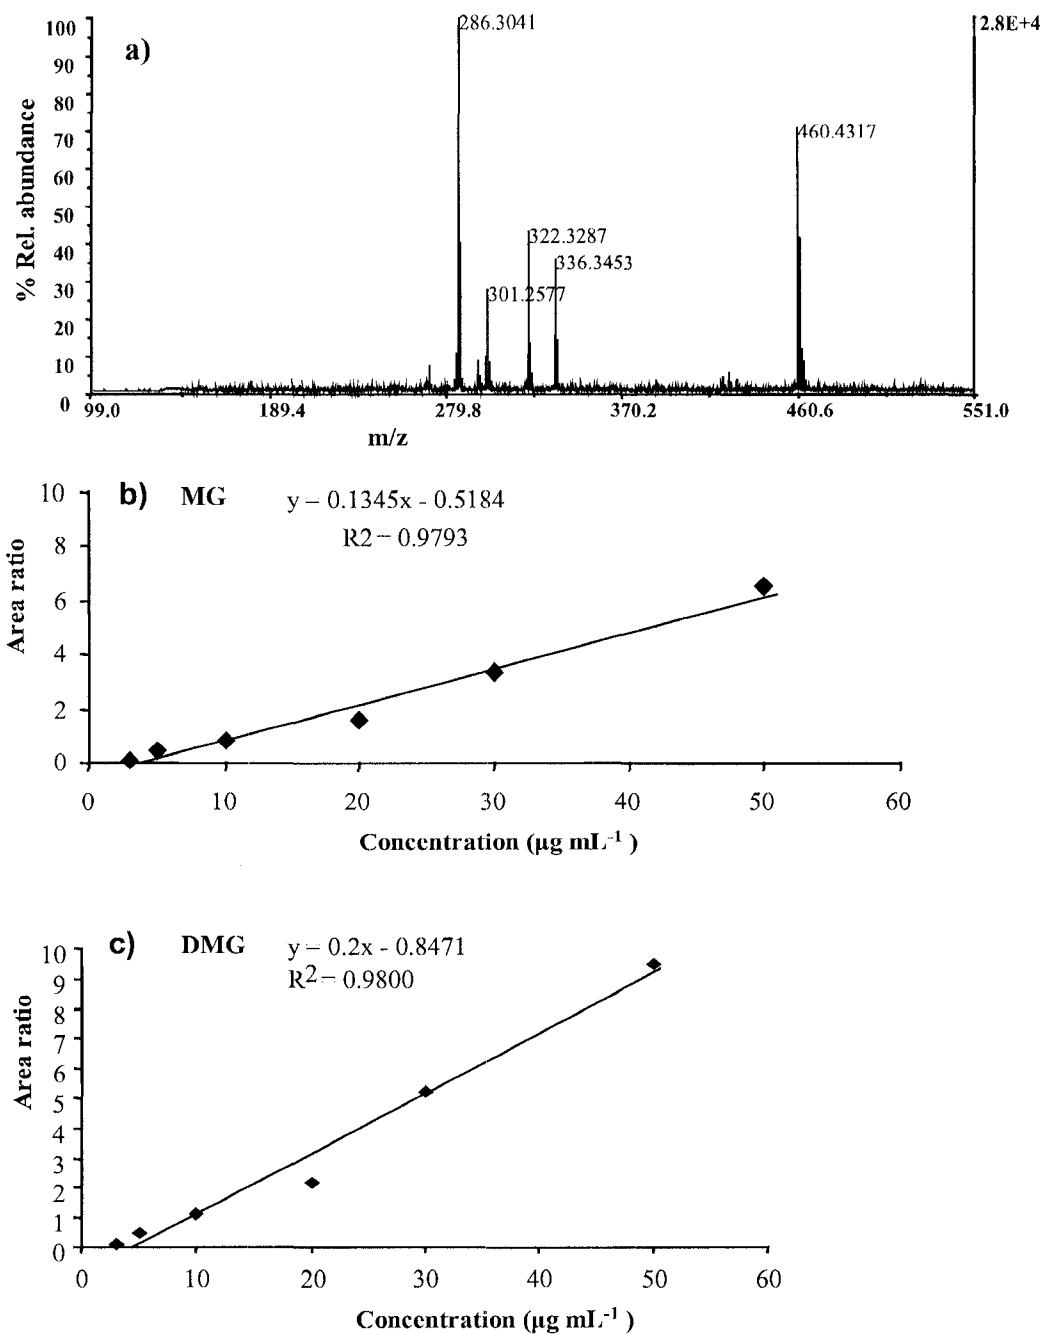 a)
286.3041
2.8E+4
460.4317
322.3287
336.3453
301.2577
% Rel. abundance
100
90
80
70
60
50
40
30
20
10
0
99.0 189.4 279.8 370.2 460.6 551.0
m/z
b) MG y = 0.1345x - 0.5184
R2 = 0.9793
Area ratio
10
8
6
4
2
0
0 10 20 30 40 50 60
Concentration (µg mL-1 )
c) DMG y = 0.2x - 0.8471
R2 = 0.9800
Area ratio
10
9
8
7
6
5
4
3
2
1
0
0 10 20 30 40 50 60
Concentration (µg mL-1 )